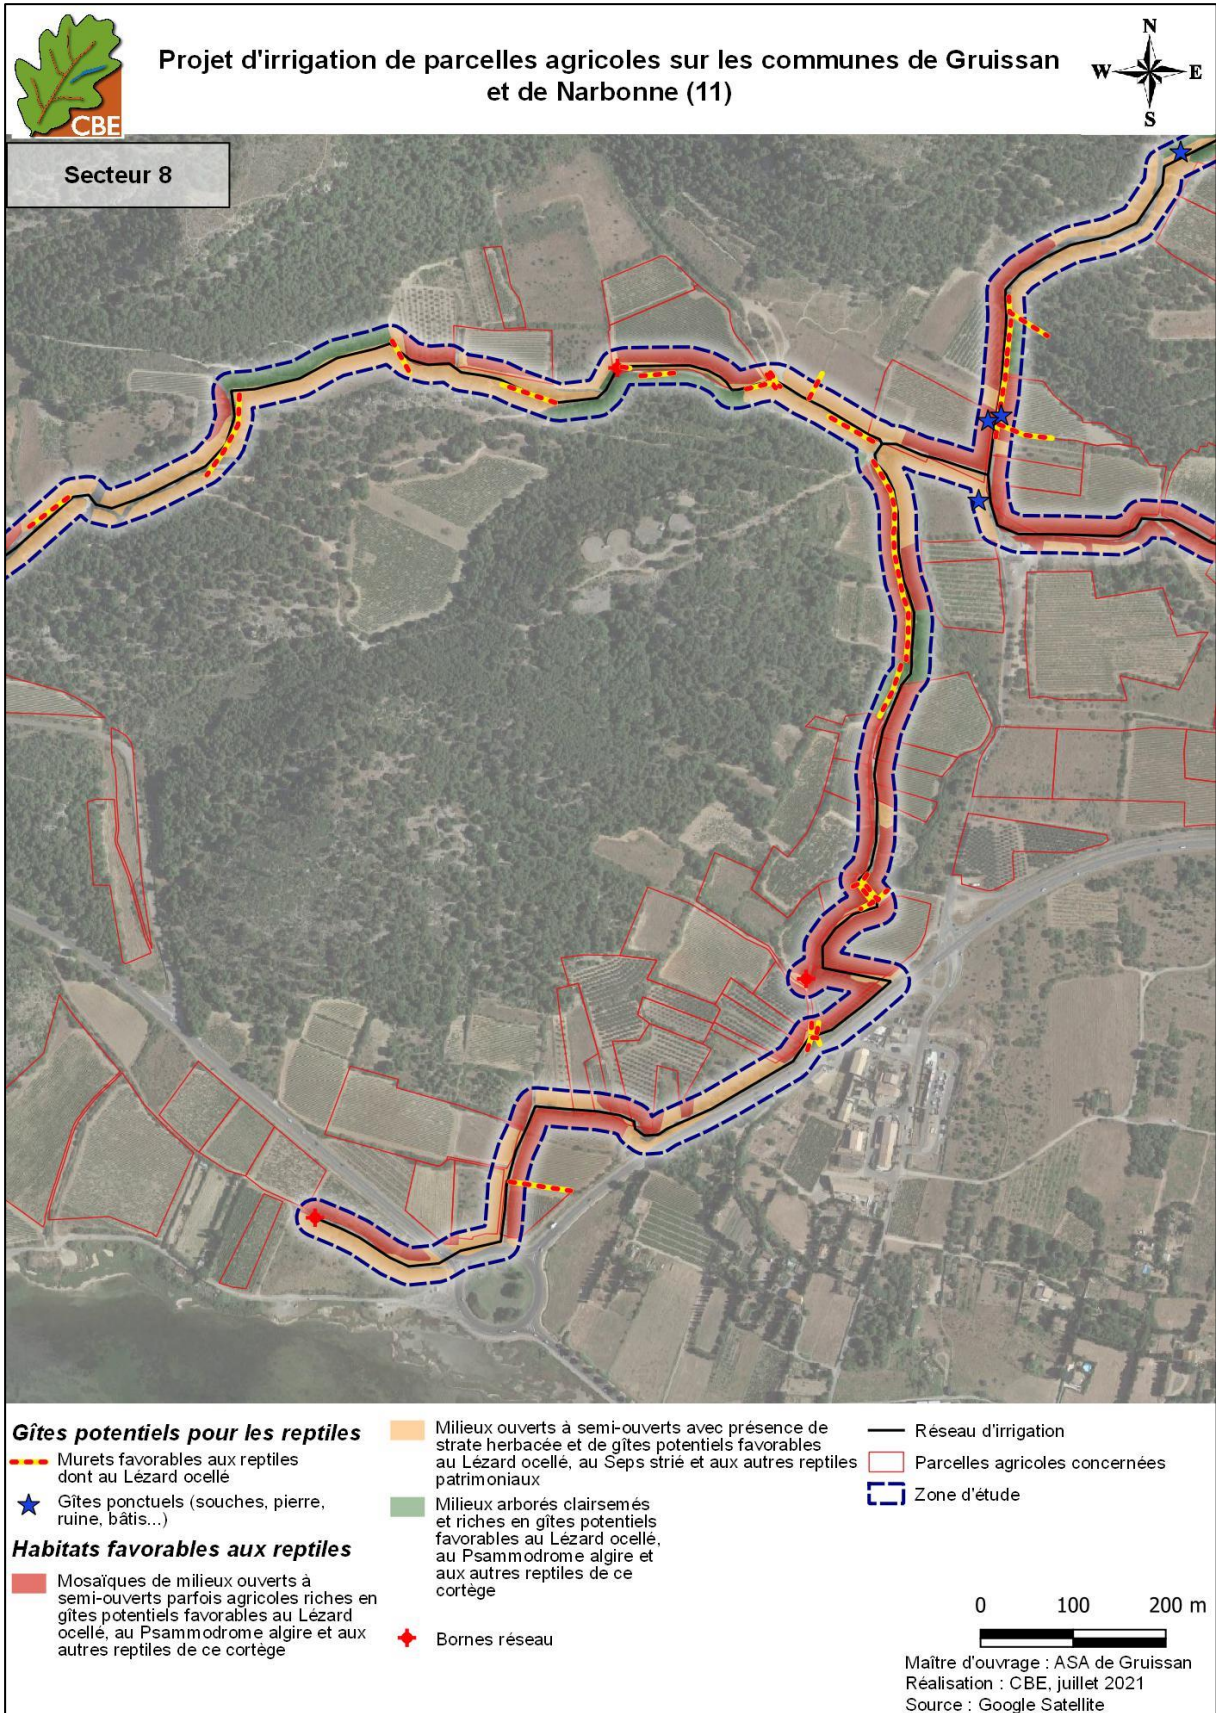 CBE
Projet d'irrigation de parcelles agricoles sur les communes de Gruissan
et de Narbonne (11)
N
W
E
S
Secteur 8
Gîtes potentiels pour les reptiles
Murets favorables aux reptiles
dont au Lézard ocellé
Gîtes ponctuels (souches, pierre,
ruine, bâtis...)
Habitats favorables aux reptiles
Mosaïques de milieux ouverts à
semi-ouverts parfois agricoles riches en
gîtes potentiels favorables au Lézard
ocellé, au Psammodrome algire et aux
autres reptiles de ce cortège
Milieux ouverts à semi-ouverts avec présence de
strate herbacée et de gîtes potentiels favorables
au Lézard ocellé, au Seps strié et aux autres reptiles
patrimoniaux
Milieux arborés clairsemés
et riches en gîtes potentiels
favorables au Lézard ocellé,
au Psammodrome algire et
aux autres reptiles de ce
cortège
Bornes réseau
Réseau d'irrigation
Parcelles agricoles concernées
Zone d'étude
0 100 200 m
Maître d'ouvrage : ASA de Gruissan
Réalisation : CBE, juillet 2021
Source : Google Satellite